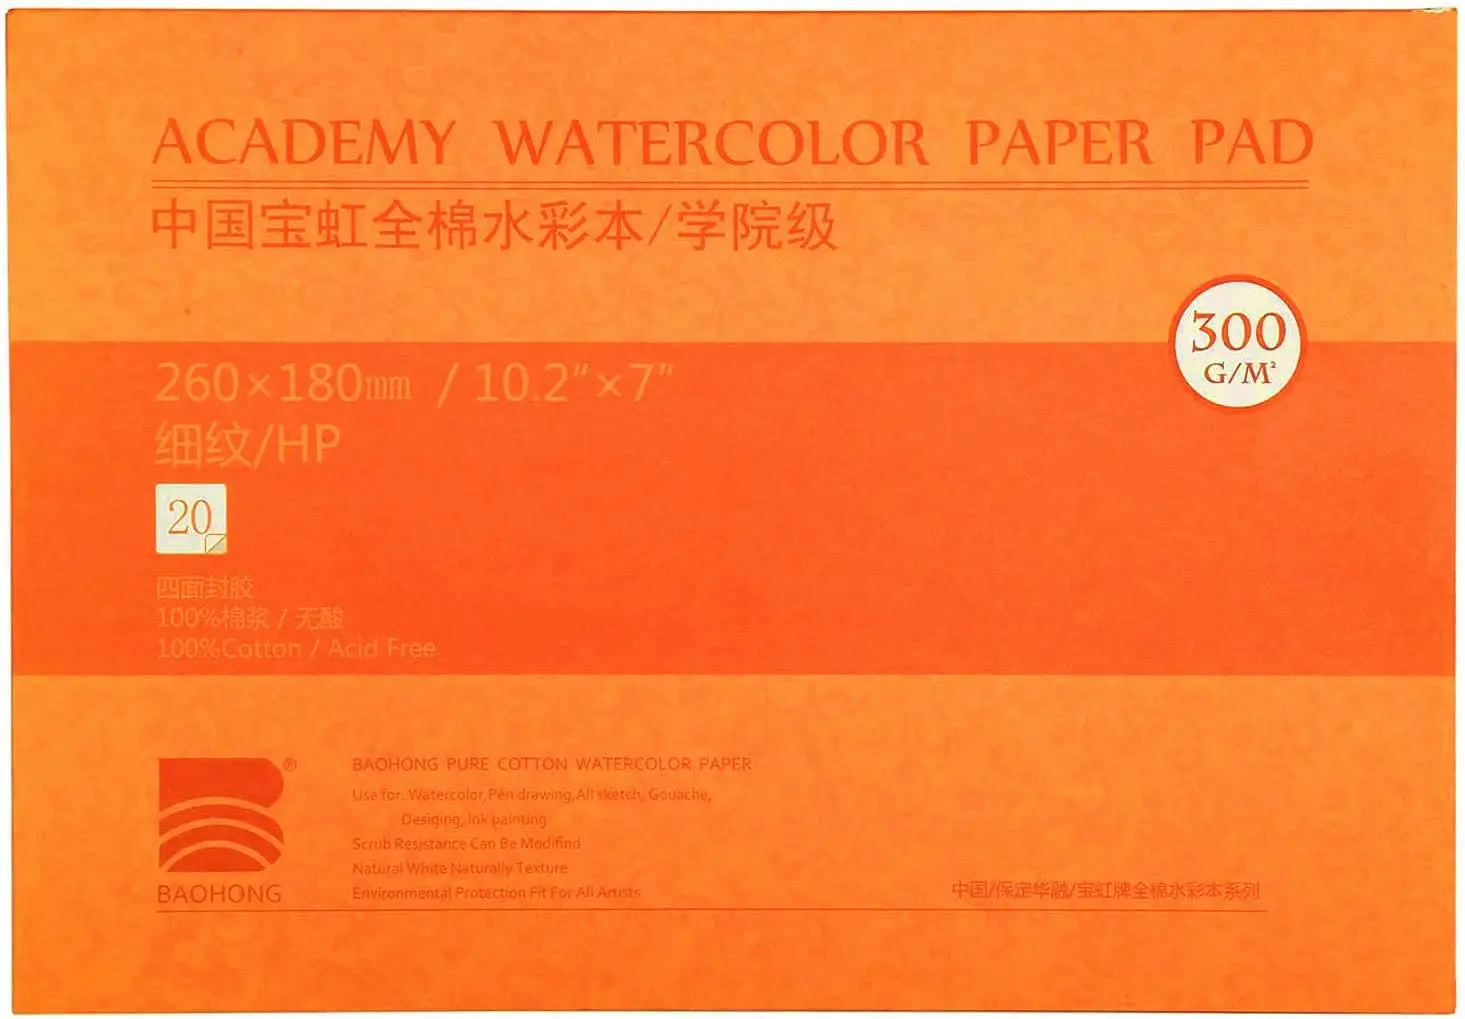 ACADEMY WATERCOLOR PAPER PAD
中国宝虹全棉水彩本/学院级
300
G/M²
260×180mm / 10.2"×7"
细纹/HP
20
四面封胶
100%棉浆 / 无酸
100%Cotton / Acid Free
®
BAOHONG
BAOHONG PURE COTTON WATERCOLOR PAPER
Use for: Watercolor,Pen drawing,All sketch, Gouache,
Desiging, Ink painting
Scrub Resistance Can Be Modifind
Natural White Naturally Texture
Environmental Protection Fit For All Artists
中国/保定华融/宝虹牌全棉水彩本系列